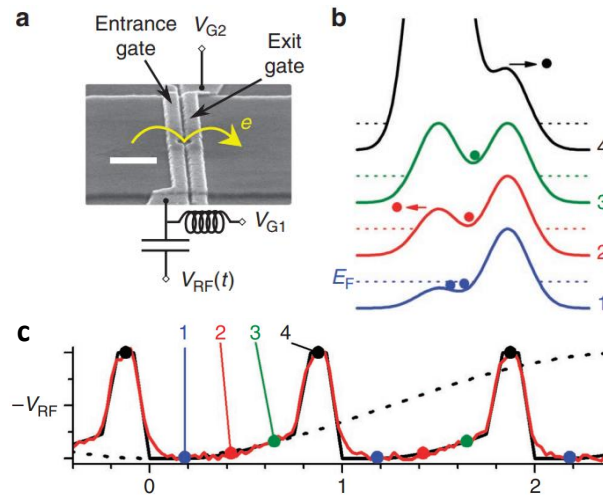 a
Entrance
gate
V_G2
Exit
gate
e
V_G1
V_RF(t)
b
4
3
2
E_F
1
c
1
2
3
4
−V_RF
0
1
2